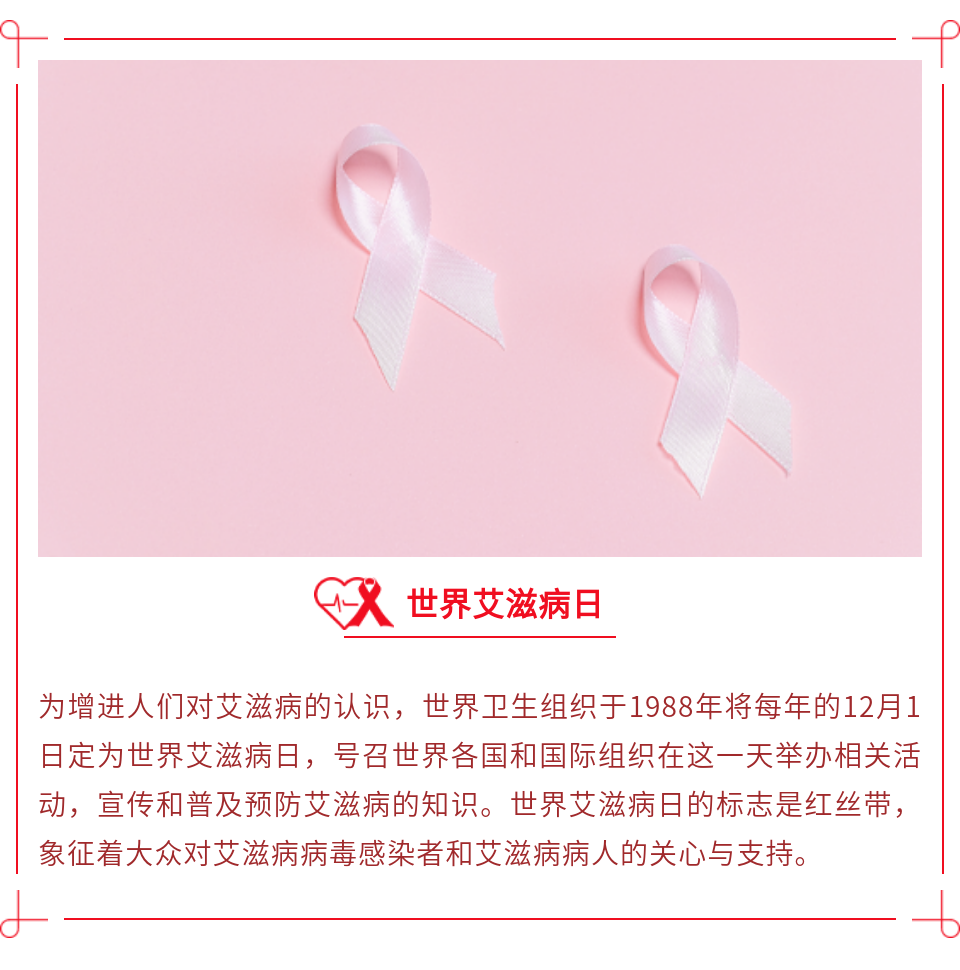 世界艾滋病日
为增进人们对艾滋病的认识，世界卫生组织于1988年将每年的12月1
日定为世界艾滋病日，号召世界各国和国际组织在这一天举办相关活
动，宣传和普及预防艾滋病的知识。世界艾滋病日的标志是红丝带，
象征着大众对艾滋病病毒感染者和艾滋病病人的关心与支持。